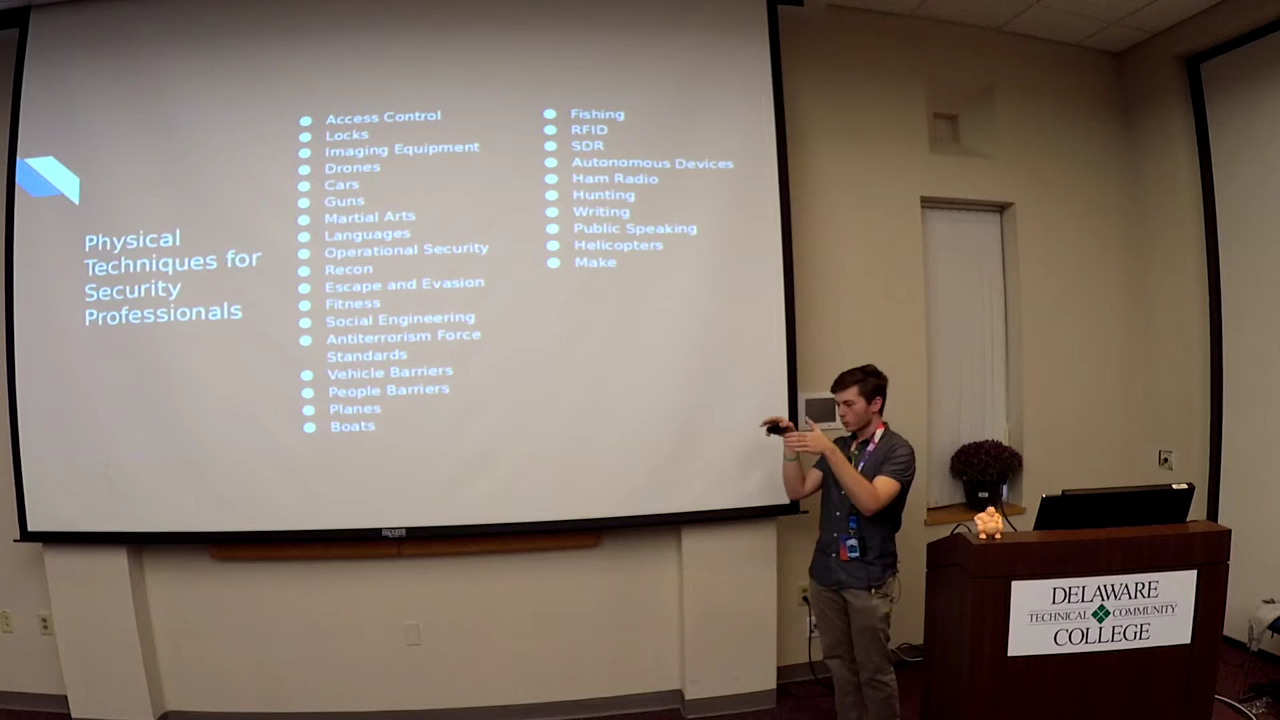 Physical
Techniques for
Security
Professionals
Access Control
Locks
Imaging Equipment
Drones
Cars
Guns
Martial Arts
Languages
Operational Security
Recon
Escape and Evasion
Fitness
Social Engineering
Antiterrorism Force
Standards
Vehicle Barriers
People Barriers
Planes
Boats
Fishing
RFID
SDR
Autonomous Devices
Ham Radio
Hunting
Writing
Public Speaking
Helicopters
Make
DELAWARE
TECHNICAL COMMUNITY
COLLEGE